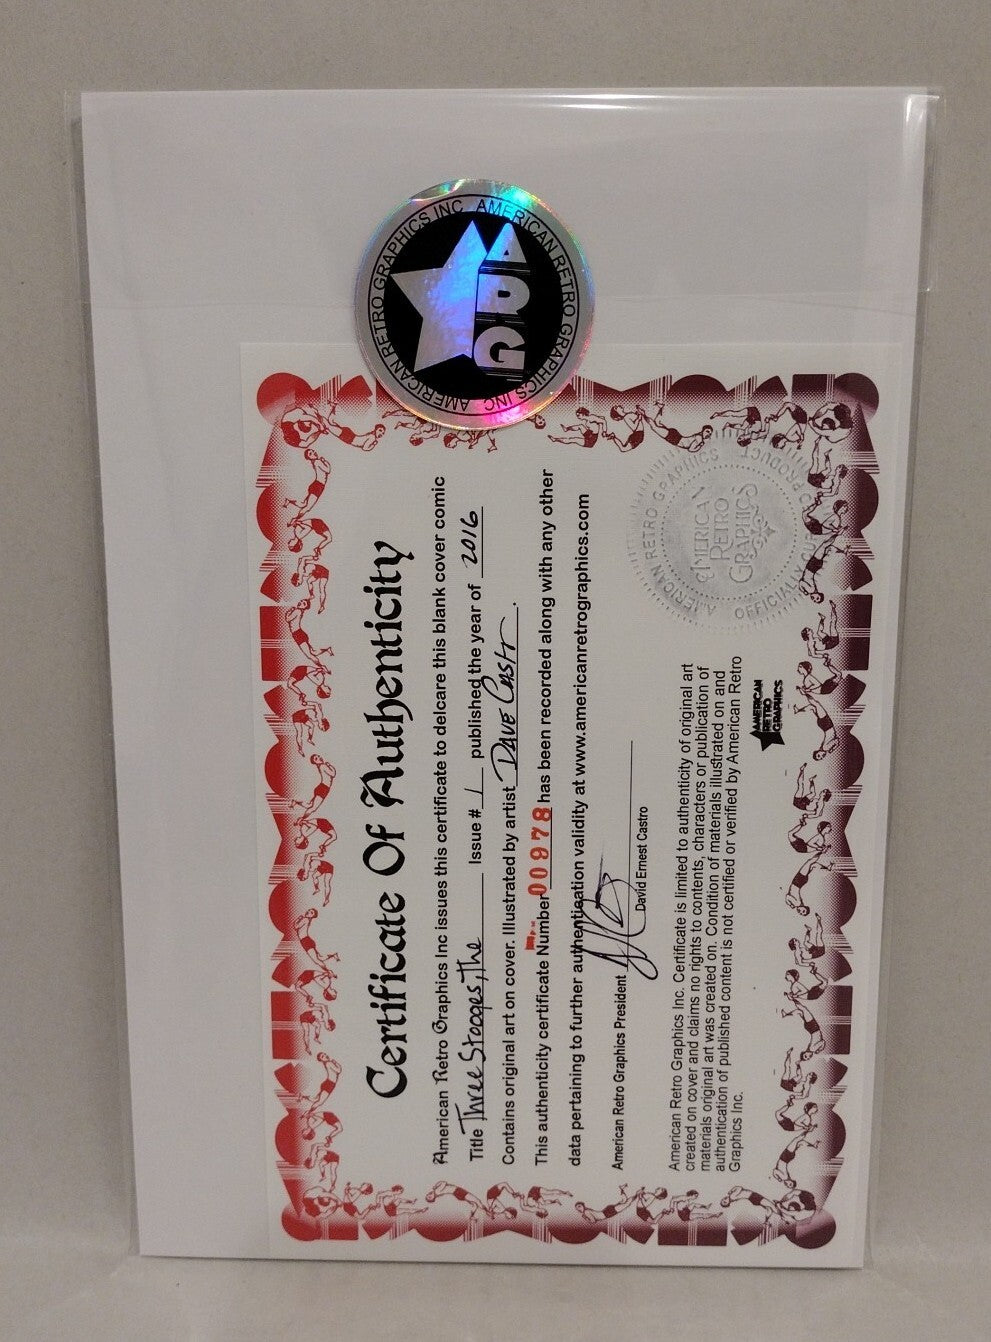 AMERICAN RETRO GRAPHICS INC. AMERICAN RETRO GRAPHICS INC.
ARG
Certificate Of Authenticity
American Retro Graphics Inc issues this certificate to delcare this blank cover comic
Title Three Stooges, The Issue # 1 published the year of 2016
Contains original art on cover. Illustrated by artist Dave Castr.
This authenticity certificate Number 00978 has been recorded along with any other
data pertaining to further authentication validity at www.americanretrographics.com
American Retro Graphics President
David Ernest Castro
American Retro Graphics Inc. Certificate is limited to authenticity of original art
created on cover and claims no rights to contents, characters or publication of
materials original art was created on. Condition of materials illustrated on and
authentication of published content is not certified or verified by American Retro
Graphics Inc.
AMERICAN
RETRO
GRAPHICS
AMERICAN RETRO GRAPHICS
AMERICAN
RETRO
GRAPHICS